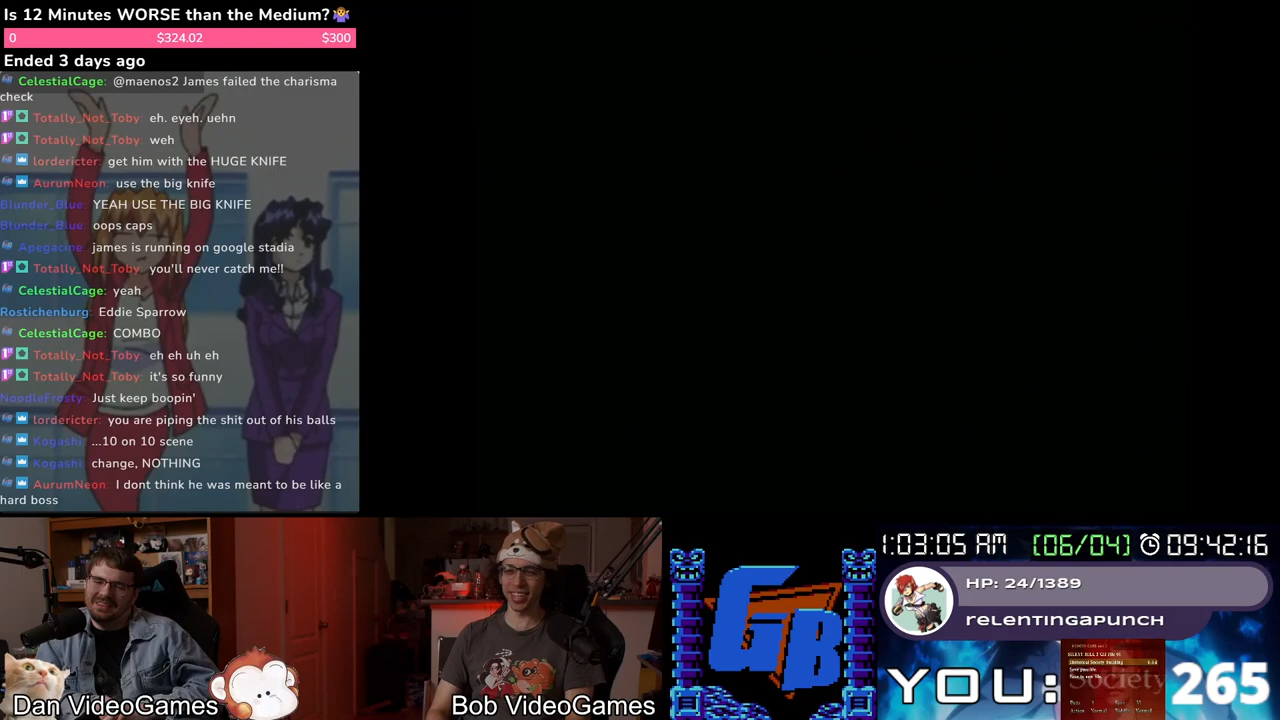 Is 12 Minutes WORSE than the Medium?🤷‍♀️
0 $324.02 $300
Ended 3 days ago
CelestialCage: @maenos2 James failed the charisma
check
Totally_Not_Toby: eh. eyeh. uehn
Totally_Not_Toby: weh
lordericter: get him with the HUGE KNIFE
AurumNeon: use the big knife
Blunder_Blue: YEAH USE THE BIG KNIFE
Blunder_Blue: oops caps
Apegacine: james is running on google stadia
Totally_Not_Toby: you'll never catch me!!
CelestialCage: yeah
Rostichenburg: Eddie Sparrow
CelestialCage: COMBO
Totally_Not_Toby: eh eh uh eh
Totally_Not_Toby: it's so funny
NoodleFrosty: Just keep boopin'
lordericter: you are piping the shit out of his balls
Kogashi: ...10 on 10 scene
Kogashi: change, NOTHING
AurumNeon: I dont think he was meant to be like a
hard boss
Dan VideoGames
Bob VideoGames
GB
1:03:05 AM [06/04] 09:42:16
HP: 24/1389
relentingapunch
YOU: Society 265